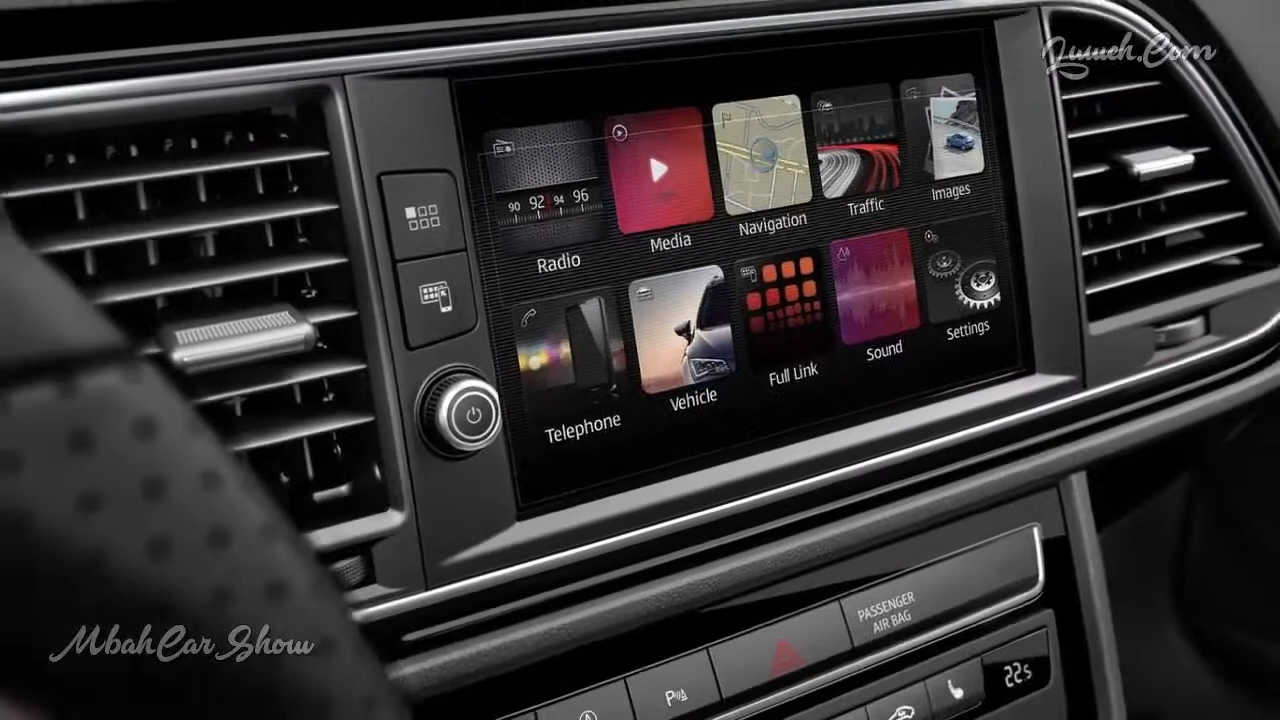 Juuch.Com
90 92 94 96
Radio
Media
Navigation
Traffic
Images
Telephone
Vehicle
Full Link
Sound
Settings
PASSENGER
AIR BAG
P
22.5
MbahCar Show